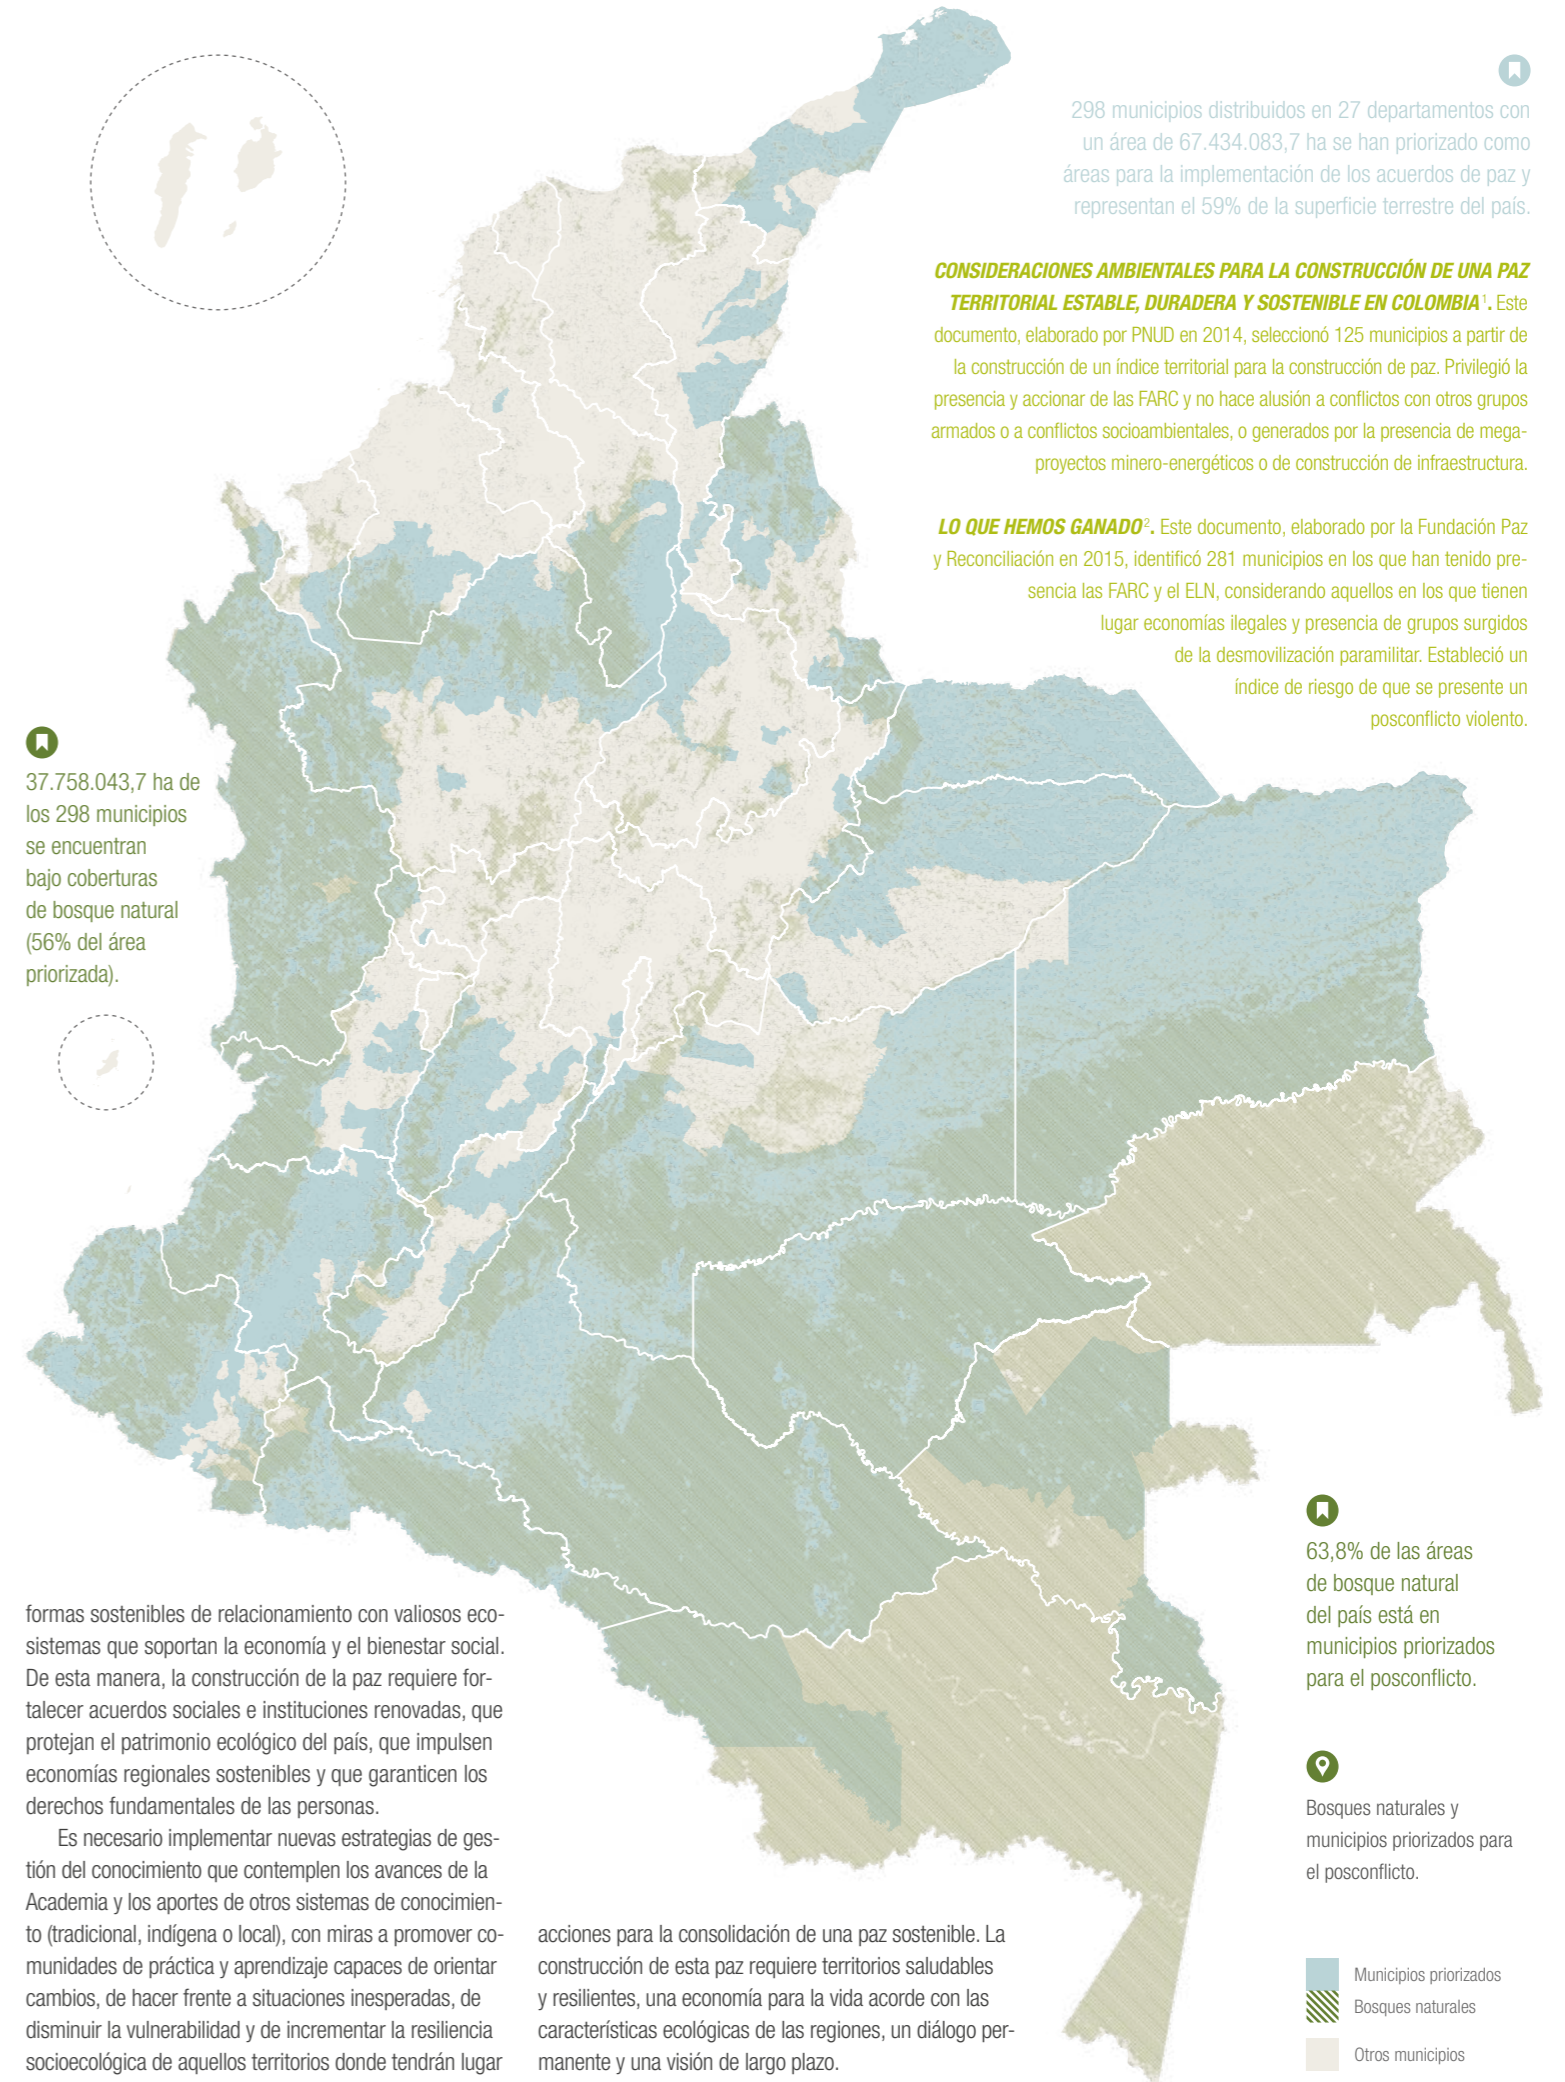 298 municipios distribuidos en 27 departamentos con
un área de 67.434.083,7 ha se han priorizado como
áreas para la implementación de los acuerdos de paz y
representan el 59% de la superficie terrestre del país.
CONSIDERACIONES AMBIENTALES PARA LA CONSTRUCCIÓN DE UNA PAZ
TERRITORIAL ESTABLE, DURADERA Y SOSTENIBLE EN COLOMBIA¹. Este
documento, elaborado por PNUD en 2014, seleccionó 125 municipios a partir de
la construcción de un índice territorial para la construcción de paz. Privilegió la
presencia y accionar de las FARC y no hace alusión a conflictos con otros grupos
armados o a conflictos socioambientales, o generados por la presencia de mega-
proyectos minero-energéticos o de construcción de infraestructura.
LO QUE HEMOS GANADO². Este documento, elaborado por la Fundación Paz
y Reconciliación en 2015, identificó 281 municipios en los que han tenido pre-
sencia las FARC y el ELN, considerando aquellos en los que tienen
lugar economías ilegales y presencia de grupos surgidos
de la desmovilización paramilitar. Estableció un
índice de riesgo de que se presente un
posconflicto violento.
37.758.043,7 ha de
los 298 municipios
se encuentran
bajo coberturas
de bosque natural
(56% del área
priorizada).
63,8% de las áreas
de bosque natural
del país está en
municipios priorizados
para el posconflicto.
Bosques naturales y
municipios priorizados para
el posconflicto.
Municipios priorizados
Bosques naturales
Otros municipios
formas sostenibles de relacionamiento con valiosos eco-
sistemas que soportan la economía y el bienestar social.
De esta manera, la construcción de la paz requiere for-
talecer acuerdos sociales e instituciones renovadas, que
protejan el patrimonio ecológico del país, que impulsen
economías regionales sostenibles y que garanticen los
derechos fundamentales de las personas.
Es necesario implementar nuevas estrategias de ges-
tión del conocimiento que contemplen los avances de la
Academia y los aportes de otros sistemas de conocimien-
to (tradicional, indígena o local), con miras a promover co-
munidades de práctica y aprendizaje capaces de orientar
cambios, de hacer frente a situaciones inesperadas, de
disminuir la vulnerabilidad y de incrementar la resiliencia
socioecológica de aquellos territorios donde tendrán lugar
acciones para la consolidación de una paz sostenible. La
construcción de esta paz requiere territorios saludables
y resilientes, una economía para la vida acorde con las
características ecológicas de las regiones, un diálogo per-
manente y una visión de largo plazo.